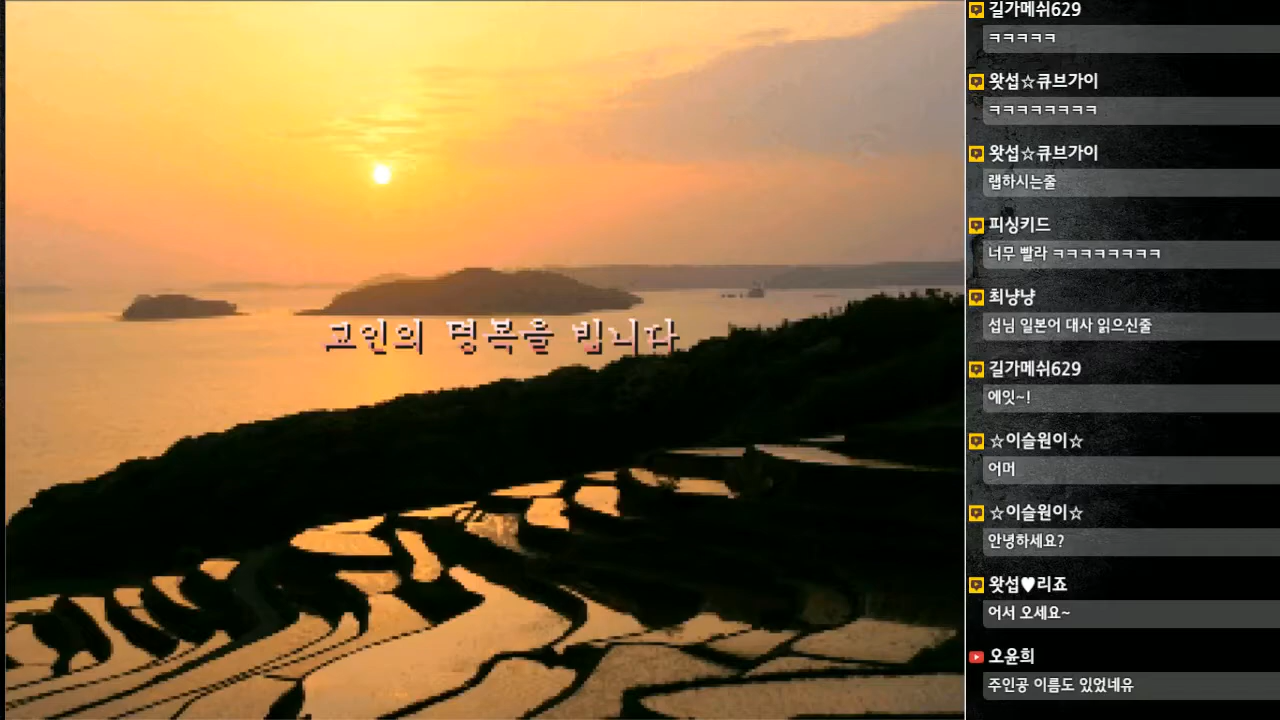 고인의 명복을 빕니다
길가메쉬629
ㅋㅋㅋㅋㅋ
왓섭☆큐브가이
ㅋㅋㅋㅋㅋㅋㅋㅋ
왓섭☆큐브가이
랩하시는줄
피싱키드
너무 빨라 ㅋㅋㅋㅋㅋㅋㅋㅋ
최냥냥
섭님 일본어 대사 읽으신줄
길가메쉬629
에잇~!
☆이슬원이☆
어머
☆이슬원이☆
안녕하세요?
왓섭♥리죠
어서 오세요~
오윤희
주인공 이름도 있었네유